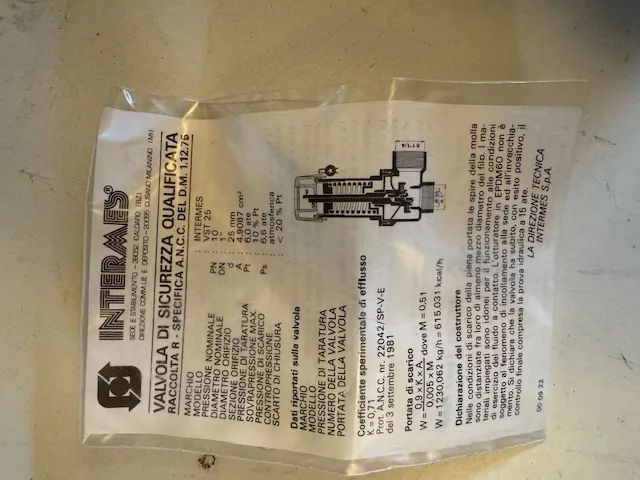 INTERMES
SEDE E STABILIMENTO - 39052 CALDARO (BZ)
DIREZIONE COMM.LE E DEPOSITO - 20095 CUSANO MILANINO (MI)
VALVOLA DI SICUREZZA QUALIFICATA
RACCOLTA R - SPECIFICA A.N.C.C. DEL D.M. 1.12.75
MARCHIO INTERMES
MODELLO VST 25
PRESSIONE NOMINALE PN 10
DIAMETRO NOMINALE DN 1"
DIAMETRO ORIFIZIO d 25 mm
SEZIONE ORIFIZIO A 4,9087 cm²
PRESSIONE DI TARATURA Pt 6,0 ate
SOVRAPRESSIONE MAX. 10 % Pt
PRESSIONE DI SCARICO Ps 6,6 ate
CONTROPRESSIONE atmosferica
SCARTO DI CHIUSURA < 20 % Pt
Dati riportati sulla valvola
MARCHIO
MODELLO
PRESSIONE DI TARATURA
NUMERO DELLA VALVOLA
PORTATA DELLA VALVOLA
Coefficiente sperimentale di efflusso
K = 0,71
Prot. A.N.C.C. nr. 22042/SP-V-E
del 3 settembre 1981
Portata di scarico
W = 0,9 x K x A / 0,005 x M dove M = 0,51
W = 1230,062 kg/h = 615.031 kcal/h
Dichiarazione del costruttore
Nelle condizioni di scarico della piena portata le spire della molla
sono distanziate fra loro di almeno mezzo diametro del filo. I ma-
teriali impiegati sono idonei per il funzionamento alle condizioni
di esercizio del fluido di contatto. L'otturatore in EPDM60 non è
soggetto al fenomeno di incollamento alla sede ed all'invecchia-
mento. Si dichiara che la valvola ha subito, con esito positivo, il
controllo finale compresa la prova idraulica a 15 ate.
LA DIREZIONE TECNICA
INTERMES S.p.A.
00 09 22